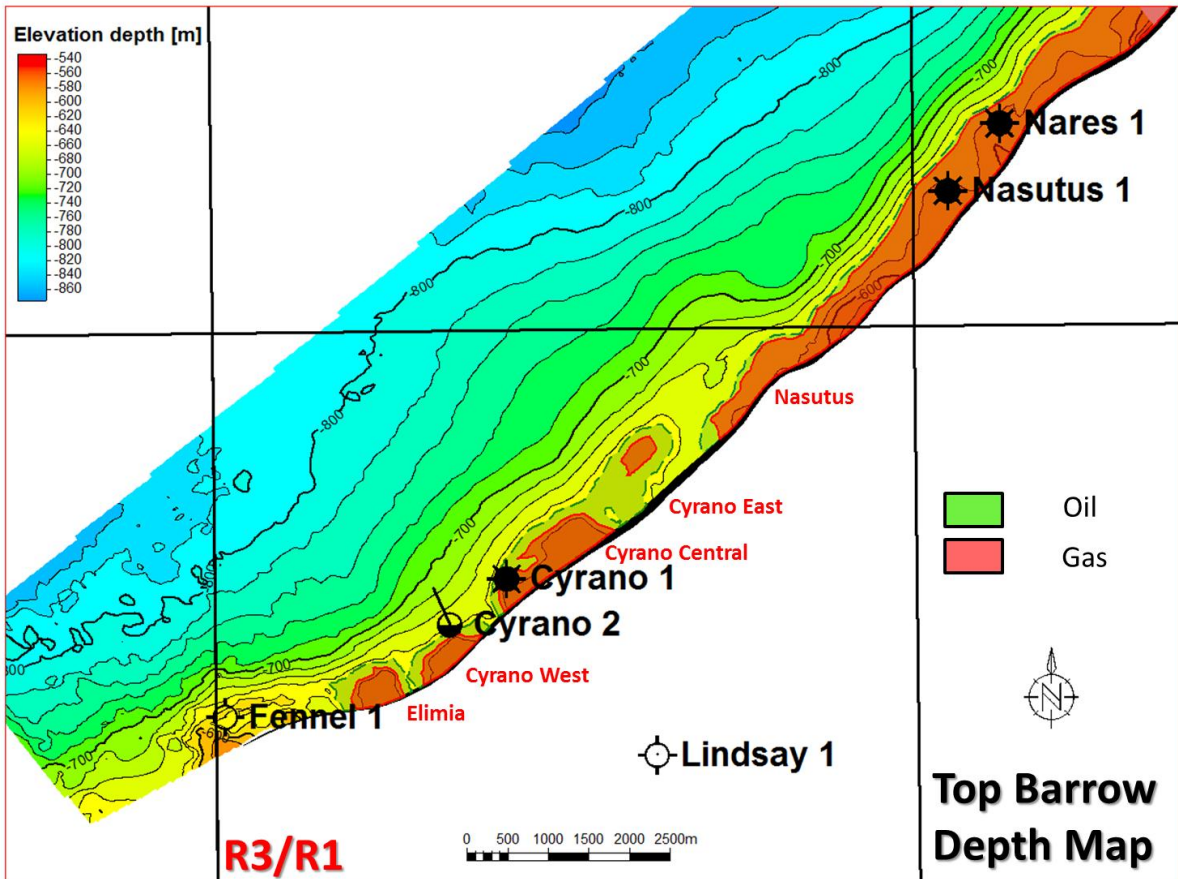 Elevation depth [m]
-540
-560
-580
-600
-620
-640
-660
-680
-700
-720
-740
-760
-780
-800
-820
-840
-860
-800
-700
Nares 1
Nasutus 1
-800
-700
-600
-800
-700
Nasutus
-800
Cyrano East
Oil
-700
Cyrano Central
Gas
-800
Cyrano 1
Cyrano 2
-700
Cyrano West
Elimia
N
Fennel 1
-600
-700
Lindsay 1
Top Barrow
Depth Map
0 500 1000 1500 2000 2500m
R3/R1